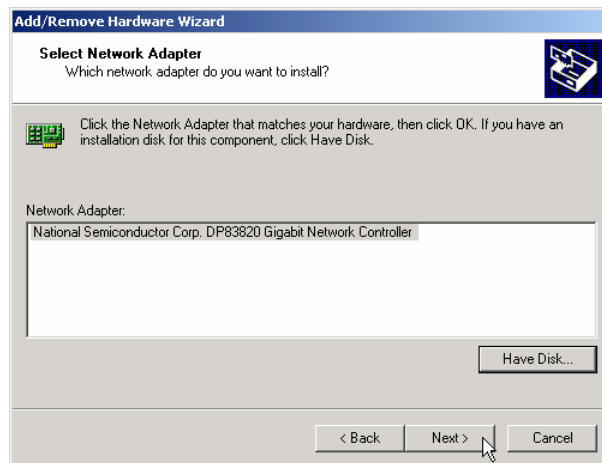 Add/Remove Hardware Wizard
Select Network Adapter
Which network adapter do you want to install?
Click the Network Adapter that matches your hardware, then click OK. If you have an
installation disk for this component, click Have Disk.
Network Adapter:
National Semiconductor Corp. DP83820 Gigabit Network Controller
Have Disk...
< Back
Next >
Cancel